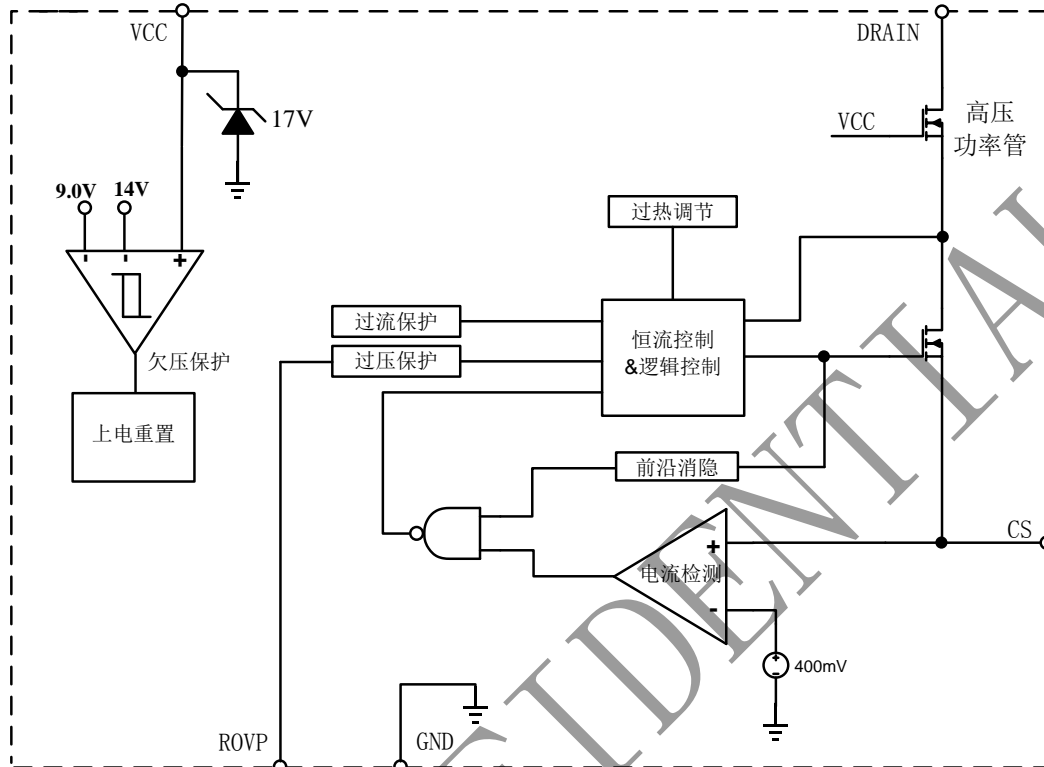 VCC
DRAIN
17V
VCC
高压
功率管
9.0V
14V
过热调节
过流保护
过压保护
恒流控制
&逻辑控制
欠压保护
上电重置
前沿消隐
CS
电流检测
400mV
ROVP
GND